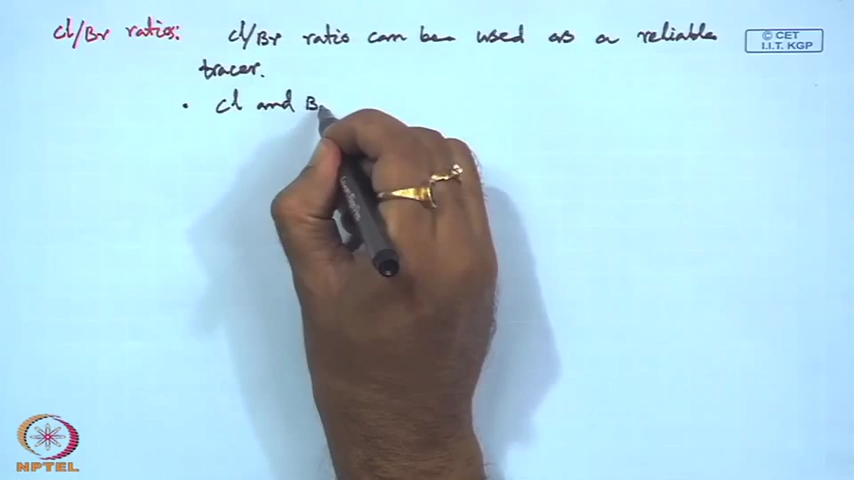 Cl/Br ratios: Cl/Br ratio can be used as a reliable
tracer.
• Cl and B
© CET
I.I.T. KGP
NPTEL